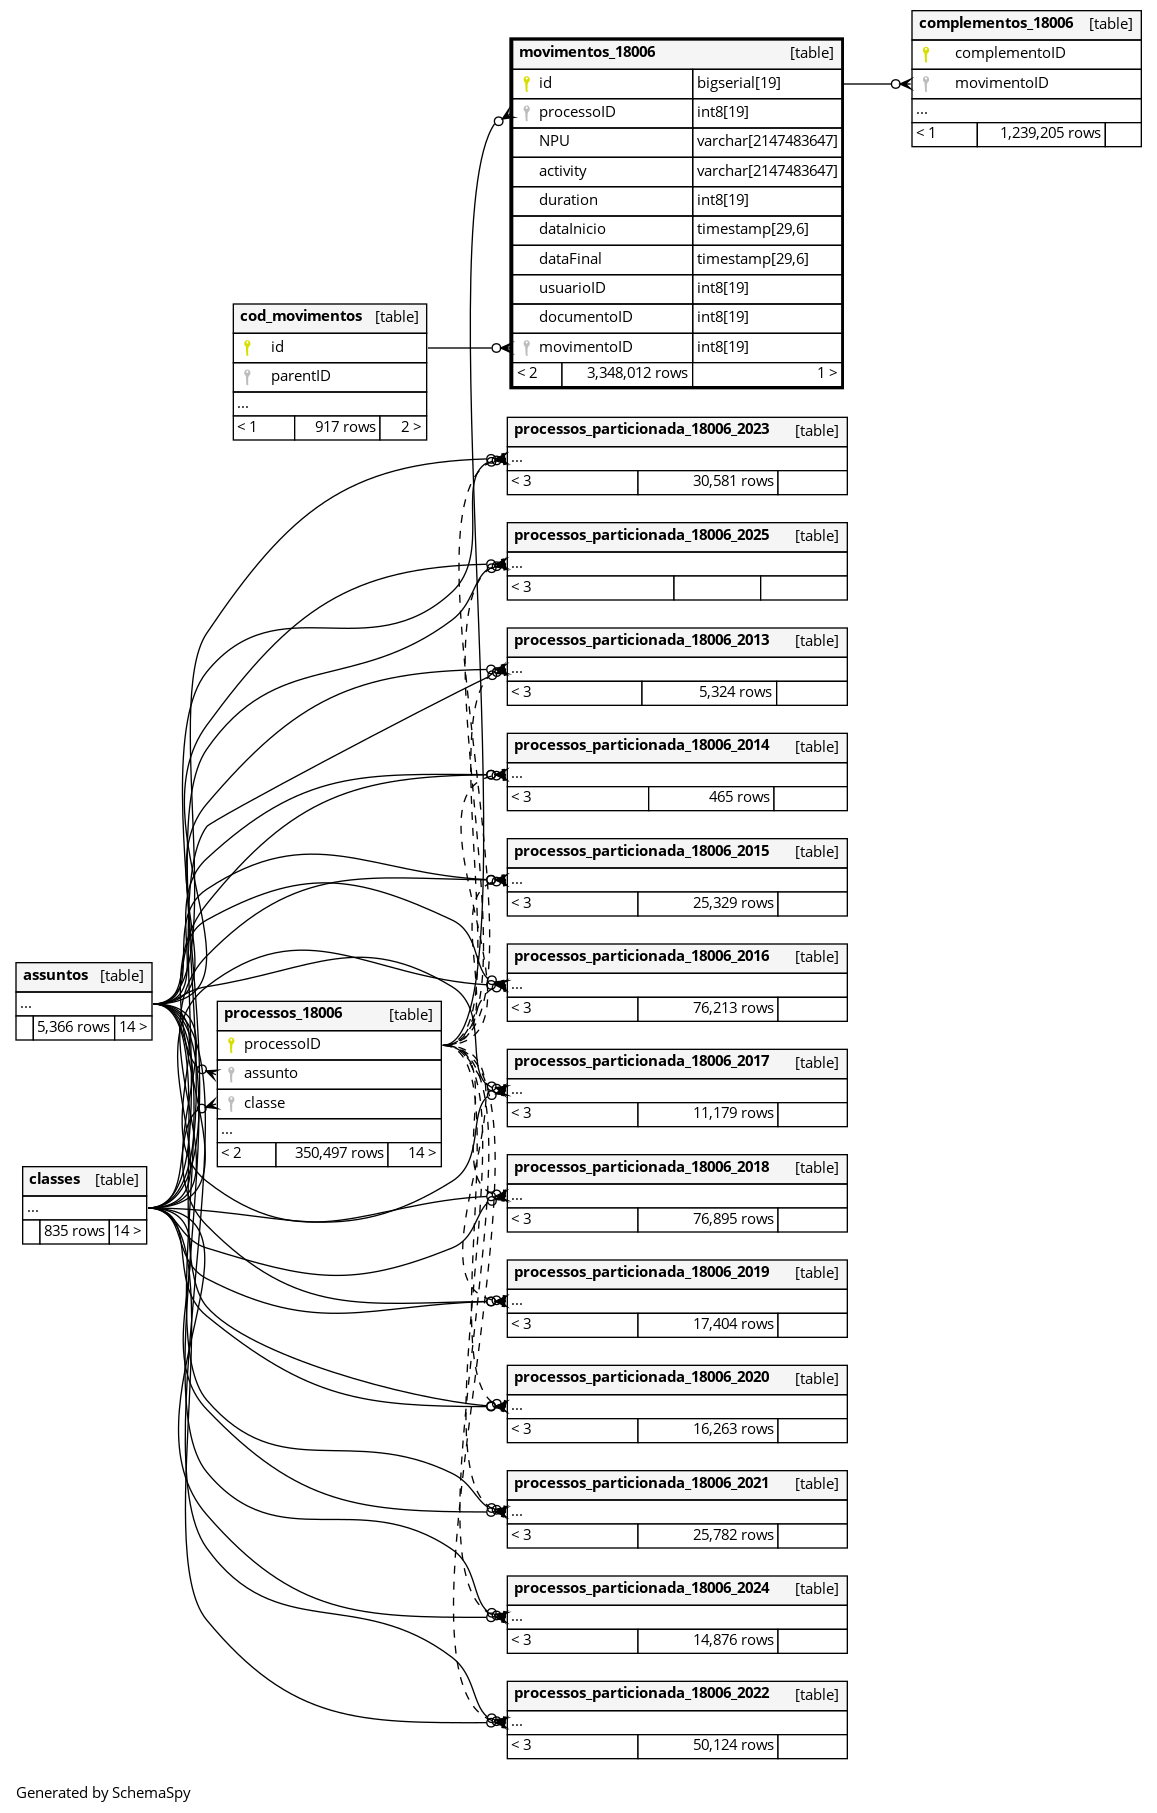 complementos_18006 [table]
complementoID
movimentoID
...
< 1 1,239,205 rows
movimentos_18006 [table]
id bigserial[19]
processoID int8[19]
NPU varchar[2147483647]
activity varchar[2147483647]
duration int8[19]
dataInicio timestamp[29,6]
dataFinal timestamp[29,6]
usuarioID int8[19]
documentoID int8[19]
movimentoID int8[19]
< 2 3,348,012 rows 1 >
cod_movimentos [table]
id
parentID
...
< 1 917 rows 2 >
processos_particionada_18006_2023 [table]
...
< 3 30,581 rows
processos_particionada_18006_2025 [table]
...
< 3
processos_particionada_18006_2013 [table]
...
< 3 5,324 rows
processos_particionada_18006_2014 [table]
...
< 3 465 rows
processos_particionada_18006_2015 [table]
...
< 3 25,329 rows
processos_particionada_18006_2016 [table]
...
< 3 76,213 rows
assuntos [table]
...
5,366 rows 14 >
processos_18006 [table]
processoID
assunto
classe
...
< 2 350,497 rows 14 >
processos_particionada_18006_2017 [table]
...
< 3 11,179 rows
classes [table]
...
835 rows 14 >
processos_particionada_18006_2018 [table]
...
< 3 76,895 rows
processos_particionada_18006_2019 [table]
...
< 3 17,404 rows
processos_particionada_18006_2020 [table]
...
< 3 16,263 rows
processos_particionada_18006_2021 [table]
...
< 3 25,782 rows
processos_particionada_18006_2024 [table]
...
< 3 14,876 rows
processos_particionada_18006_2022 [table]
...
< 3 50,124 rows
Generated by SchemaSpy